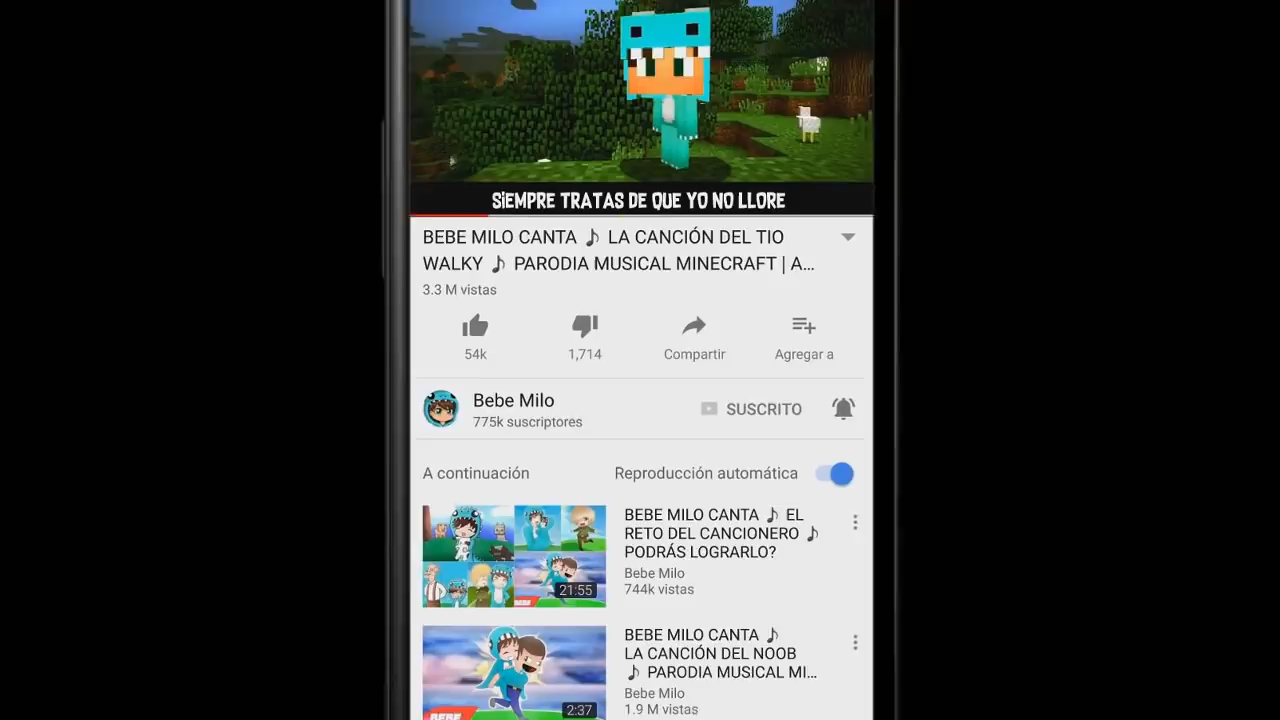 SIEMPRE TRATAS DE QUE YO NO LLORE
BEBE MILO CANTA ♪ LA CANCIÓN DEL TIO
WALKY ♪ PARODIA MUSICAL MINECRAFT | A...
3.3 M vistas
54k
1,714
Compartir
Agregar a
Bebe Milo
SUSCRITO
775k suscriptores
A continuación
Reproducción automática
BEBE MILO CANTA ♪ EL
RETO DEL CANCIONERO ♪
PODRÁS LOGRARLO?
Bebe Milo
744k vistas
21:55
BEBE
BEBE MILO CANTA ♪
LA CANCIÓN DEL NOOB
♪ PARODIA MUSICAL MI...
Bebe Milo
1.9 M vistas
2:37
BEBE